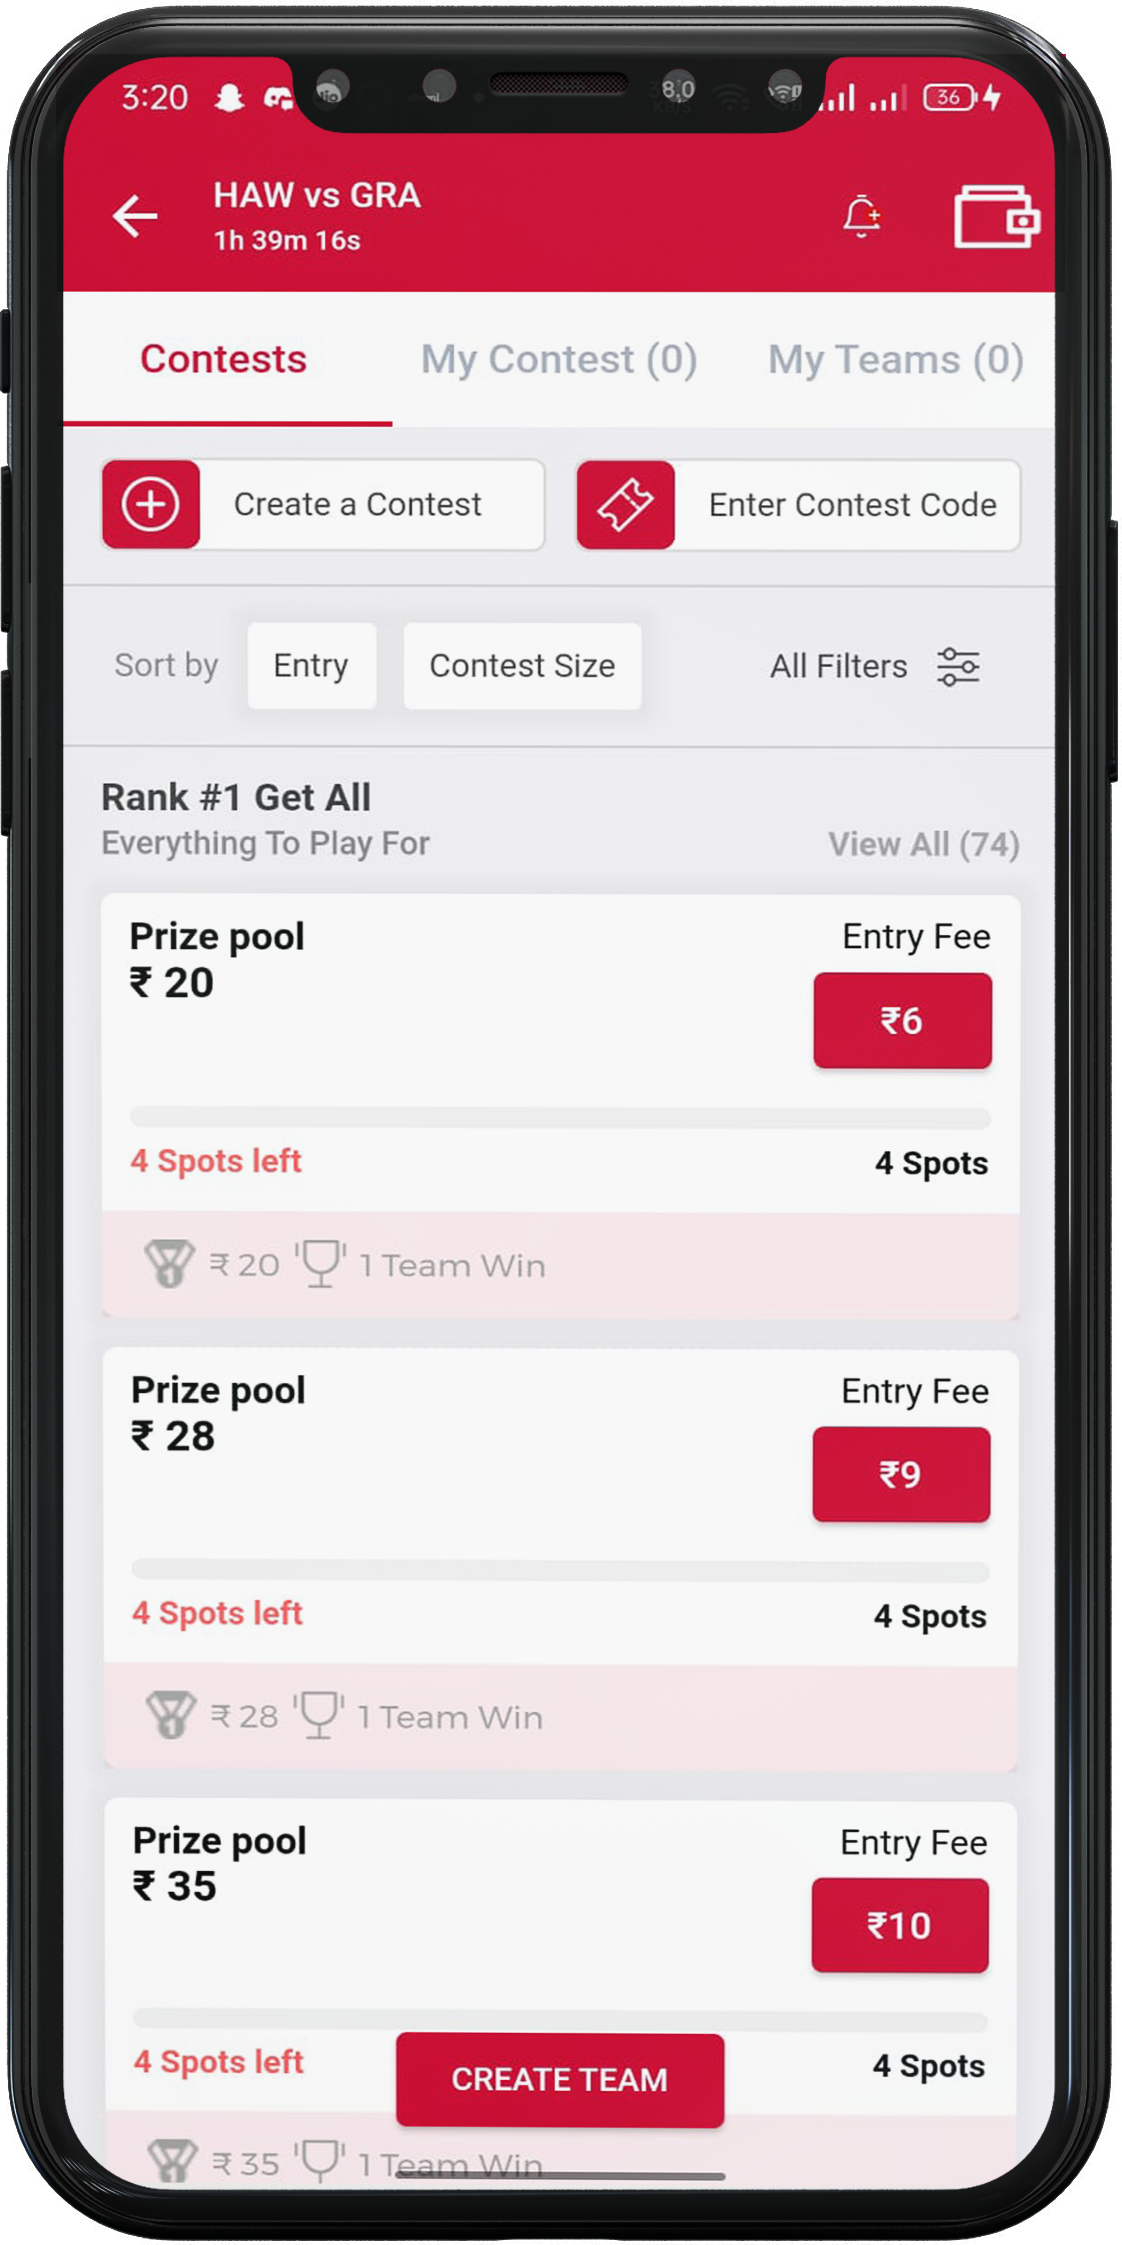 3:20
8.0
36
HAW vs GRA
1h 39m 16s
Contests
My Contest (0)
My Teams (0)
Create a Contest
Enter Contest Code
Sort by
Entry
Contest Size
All Filters
Rank #1 Get All
Everything To Play For
View All (74)
Prize pool
Entry Fee
₹ 20
₹6
4 Spots left
4 Spots
1
₹ 20
1 Team Win
Prize pool
Entry Fee
₹ 28
₹9
4 Spots left
4 Spots
1
₹ 28
1 Team Win
Prize pool
Entry Fee
₹ 35
₹10
4 Spots left
4 Spots
CREATE TEAM
1
₹ 35
1 Team Win